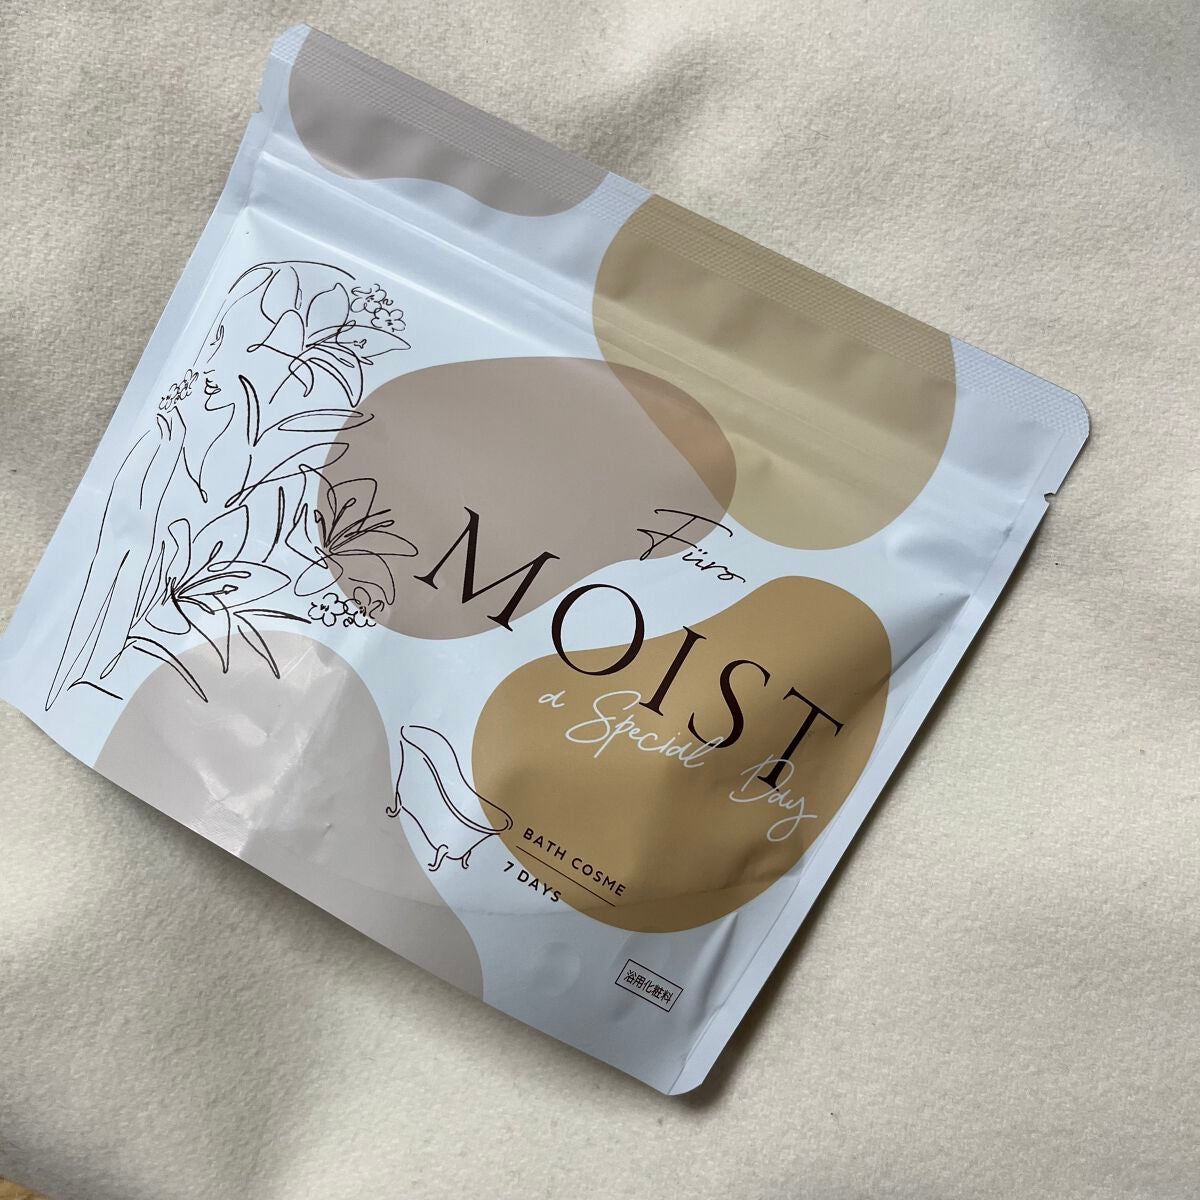 Füro
MOIST
a Special Day
BATH COSME
7 DAYS
浴用化粧料